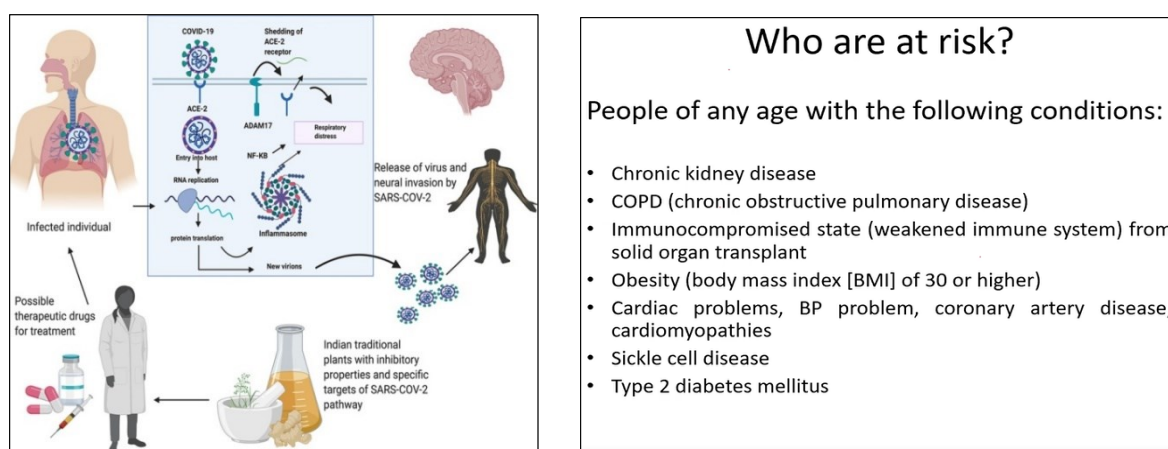 COVID-19
Shedding of
ACE-2
receptor
ACE-2
ADAM17
Respiratory
distress
Entry into host
NF-KB
RNA replication
Release of virus and
neural invasion by
SARS-COV-2
Infected individual
Inflammasome
protein translation
New virions
Possible
therapeutic drugs
for treatment
Indian traditional
plants with inhibitory
properties and specific
targets of SARS-COV-2
pathway
Who are at risk?
People of any age with the following conditions:
• Chronic kidney disease
• COPD (chronic obstructive pulmonary disease)
• Immunocompromised state (weakened immune system) from
solid organ transplant
• Obesity (body mass index [BMI] of 30 or higher)
• Cardiac problems, BP problem, coronary artery disease,
cardiomyopathies
• Sickle cell disease
• Type 2 diabetes mellitus